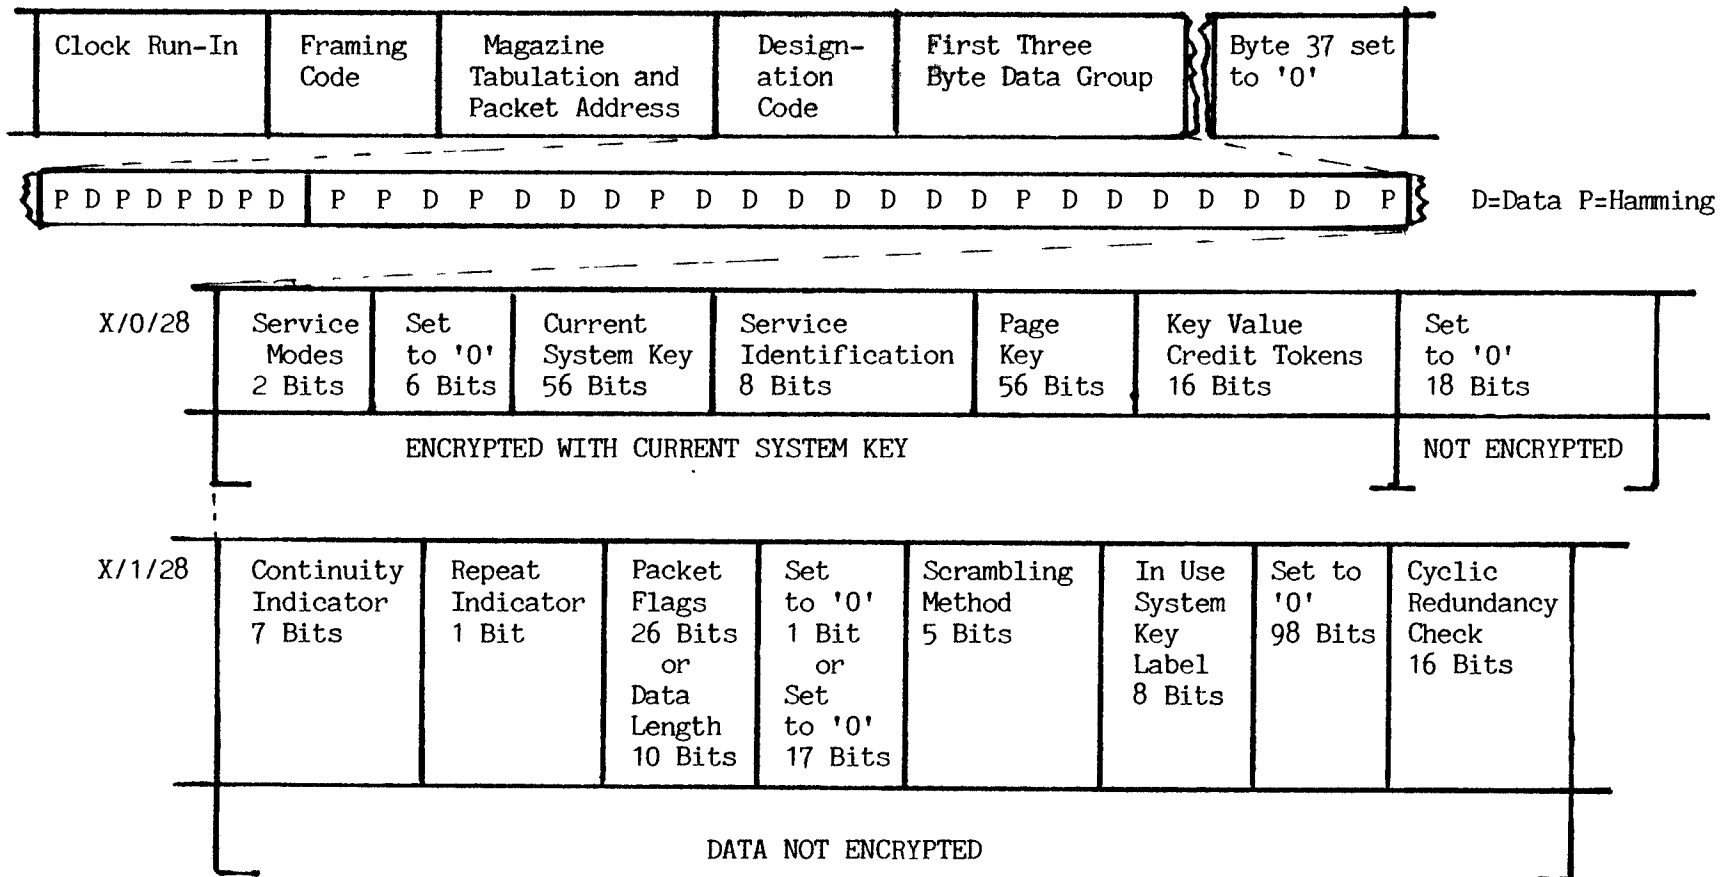 Clock Run-In
Framing
Code
Magazine
Tabulation and
Packet Address
Design-
ation
Code
First Three
Byte Data Group
Byte 37 set
to '0'
P D P D P D P D P P D P D D D P D D D D D D D P D D D D D D D P
D=Data P=Hamming
X/0/28
Service
Modes
2 Bits
Set
to '0'
6 Bits
Current
System Key
56 Bits
Service
Identification
8 Bits
Page
Key
56 Bits
Key Value
Credit Tokens
16 Bits
Set
to '0'
18 Bits
ENCRYPTED WITH CURRENT SYSTEM KEY
NOT ENCRYPTED
X/1/28
Continuity
Indicator
7 Bits
Repeat
Indicator
1 Bit
Packet
Flags
26 Bits
or
Data
Length
10 Bits
Set
to '0'
1 Bit
or
Set
to '0'
17 Bits
Scrambling
Method
5 Bits
In Use
System
Key
Label
8 Bits
Set to
'0'
98 Bits
Cyclic
Redundancy
Check
16 Bits
DATA NOT ENCRYPTED